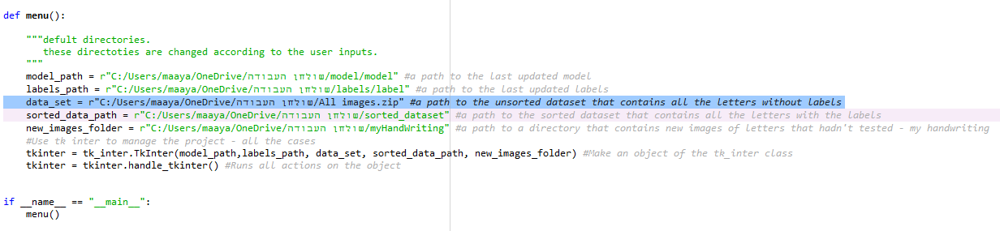 def menu():
"""defult directories.
these directoties are changed according to the user inputs.
"""
model_path = r"C:/Users/maaya/OneDrive/שולחן העבודה/model/model" #a path to the last updated model
labels_path = r"C:/Users/maaya/OneDrive/שולחן העבודה/labels/label" #a path to the last updated labels
data_set = r"C:/Users/maaya/OneDrive/שולחן העבודה/All images.zip" #a path to the unsorted dataset that contains all the letters without labels
sorted_data_path = r"C:/Users/maaya/OneDrive/שולחן העבודה/sorted_dataset" #a path to the sorted dataset that contains all the letters with the labels
new_images_folder = r"C:/Users/maaya/OneDrive/שולחן העבודה/myHandWriting" #a path to a directory that contains new images of letters that hadn't tested - my handwriting
#Use tk inter to manage the project - all the cases
tkinter = tk_inter.TkInter(model_path,labels_path, data_set, sorted_data_path, new_images_folder) #Make an object of the tk_inter class
tkinter = tkinter.handle_tkinter() #Runs all actions on the object
if __name__ == "__main__":
menu()